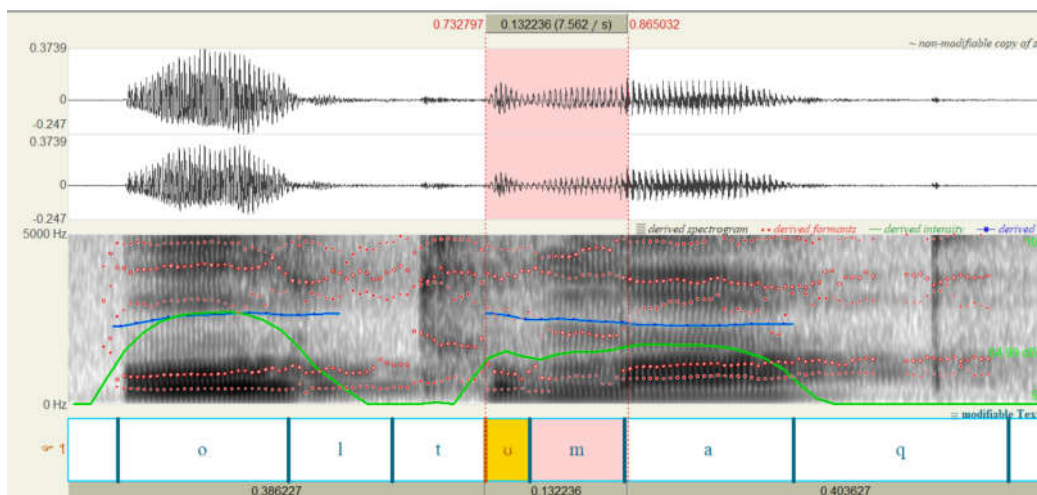 0.732797 0.132236 (7.562 / s) 0.865032
0.3739 ~ non-modifiable copy of s
0
-0.247
0.3739
0
-0.247
5000 Hz derived spectrogram derived formants derived intensity derived
0 Hz modifiable Tex
1 o l t ʊ m a q
0.386227 0.132236 0.403627